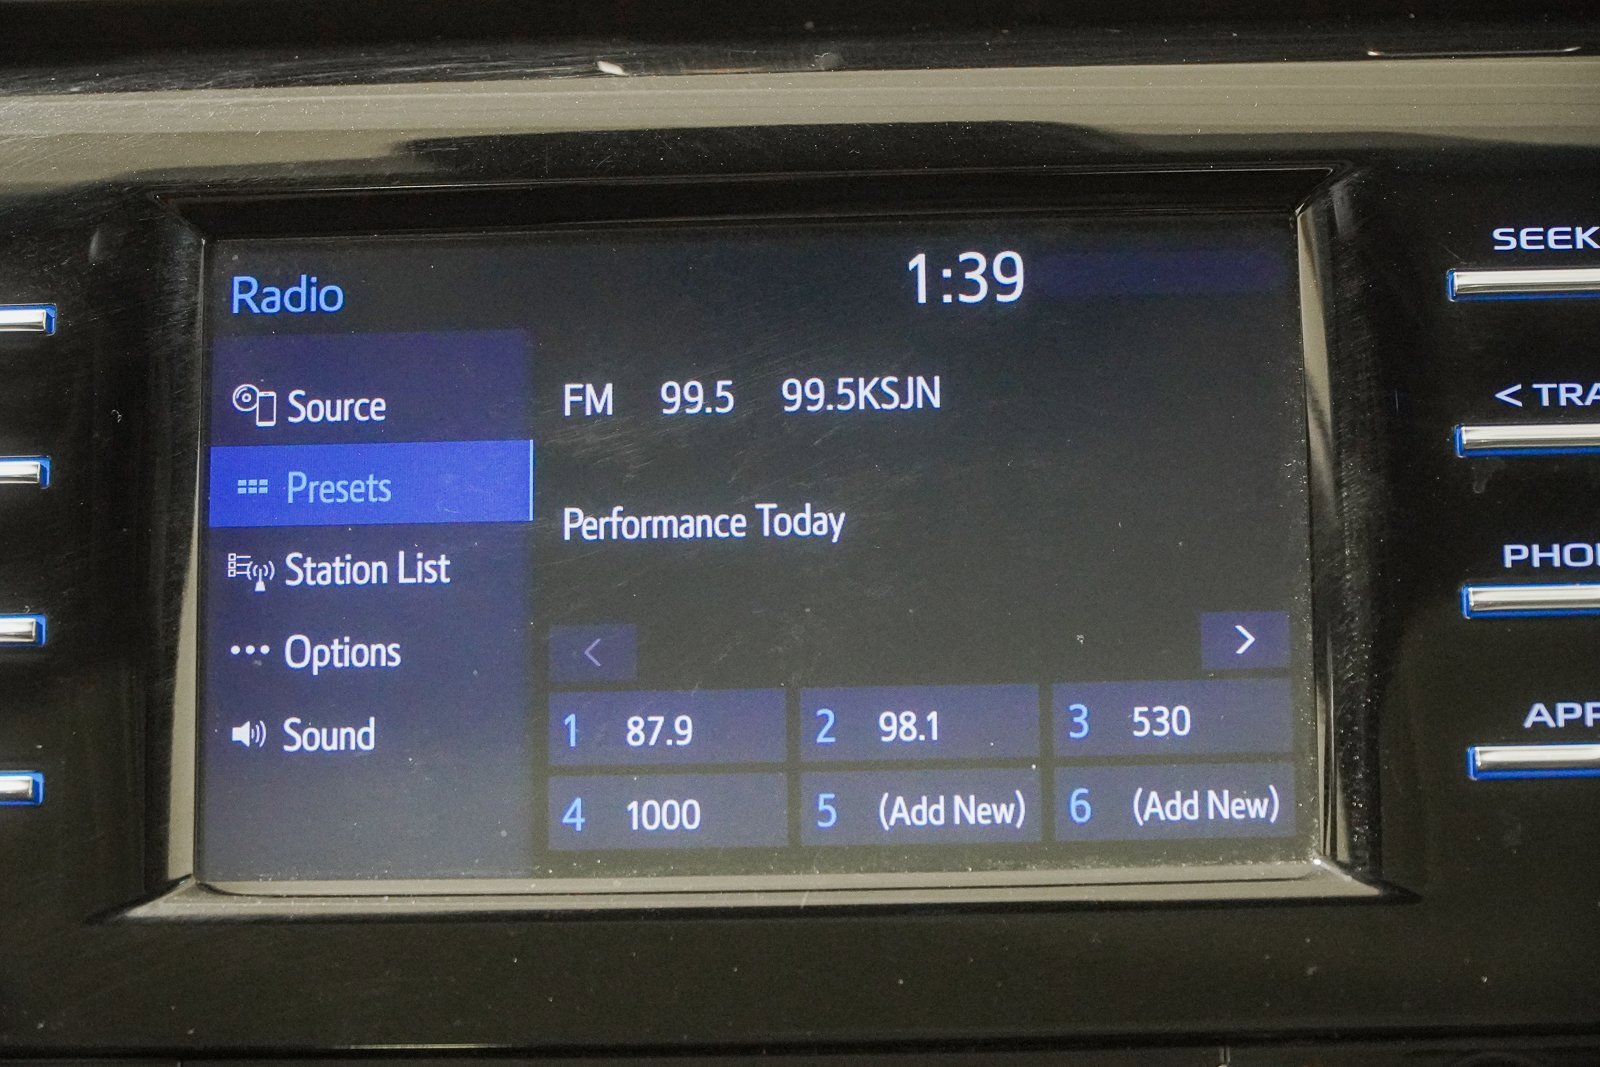 Radio
1:39
Source
Presets
Station List
Options
Sound
FM 99.5 99.5KSJN
Performance Today
<
>
1 87.9
2 98.1
3 530
4 1000
5 (Add New)
6 (Add New)
SEEK
< TRA
PHO
APP